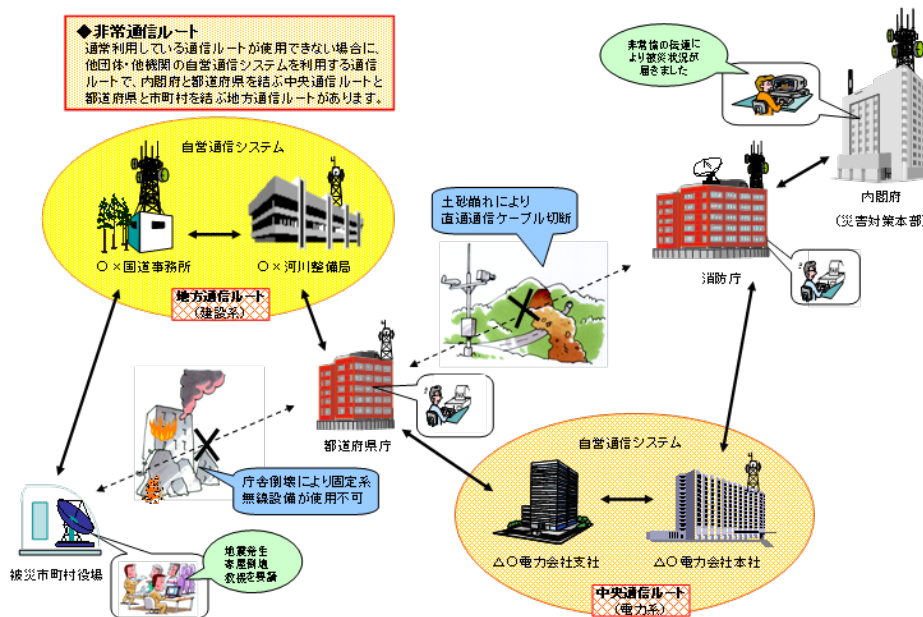 ◆非常通信ルート
通常利用している通信ルートが使用できない場合に、
他団体・他機関の自営通信システムを利用する通信
ルートで、内閣府と都道府県を結ぶ中央通信ルートと
都道府県と市町村を結ぶ地方通信ルートがあります。
により被災状況が
届きました
自営通信システム
内閣府
(災害対策本部)
土砂崩れにより
直通通信ケーブル切断
○×国道事務所
○×河川整備局
消防庁
地方通信ルート
(建設系)
都道府県庁
自営通信システム
庁舎倒壊により固定系
無線設備が使用不可
被災市町村役場
地震発生
家屋倒壊
救援を要請
△○電力会社支社
△○電力会社本社
中央通信ルート
(電力系)